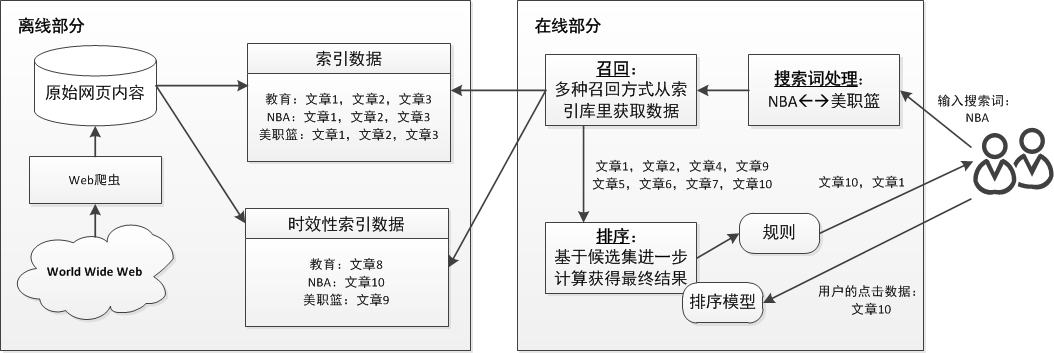 离线部分
原始网页内容
Web爬虫
World Wide Web
索引数据
教育：文章1，文章2，文章3
NBA：文章1，文章2，文章3
美职篮：文章1，文章2，文章3
时效性索引数据
教育：文章8
NBA：文章10
美职篮：文章9
在线部分
召回：
多种召回方式从索
引库里获取数据
搜索词处理：
NBA←→美职篮
输入搜索词：
NBA
文章1，文章2，文章4，文章9
文章5，文章6，文章7，文章10
排序：
基于候选集进一步
计算获得最终结果
规则
排序模型
文章10，文章1
用户的点击数据：
文章10